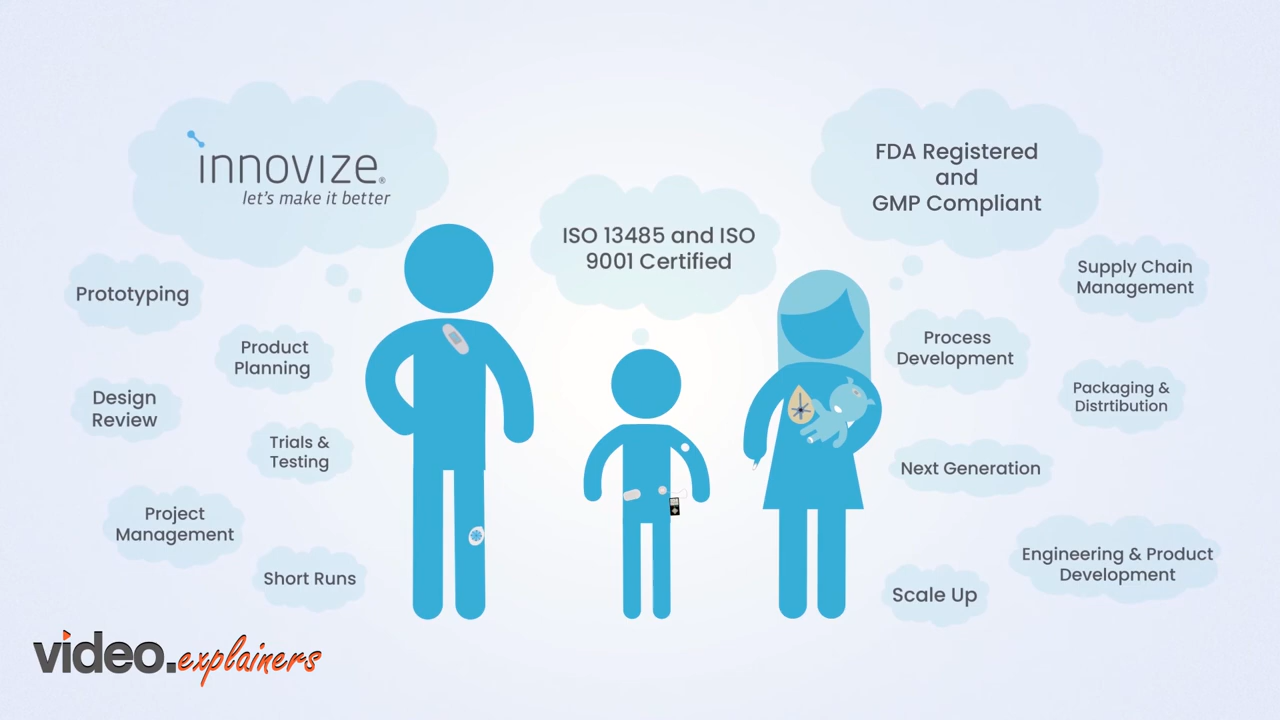 innovize®
let's make it better
FDA Registered
and
GMP Compliant
ISO 13485 and ISO
9001 Certified
Prototyping
Product
Planning
Design
Review
Trials &
Testing
Project
Management
Short Runs
Supply Chain
Management
Process
Development
Packaging &
Distrtibution
Next Generation
Engineering & Product
Development
Scale Up
video.explainers